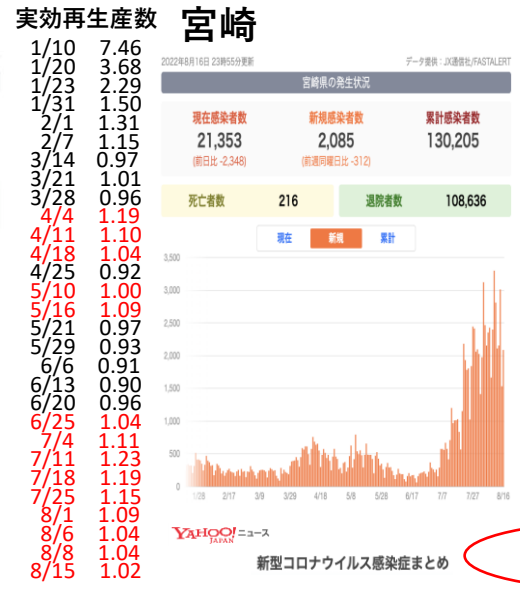 実効再生産数
宮崎
1/10 7.46
1/20 3.68
1/23 2.29
1/31 1.50
2/1 1.31
2/7 1.15
3/14 0.97
3/21 1.01
3/28 0.96
4/4 1.19
4/11 1.10
4/18 1.04
4/25 0.92
5/10 1.00
5/16 1.09
5/21 0.97
5/29 0.93
6/6 0.91
6/13 0.90
6/20 0.96
6/25 1.04
7/4 1.11
7/11 1.23
7/18 1.19
7/25 1.15
8/1 1.09
8/6 1.04
8/8 1.04
8/15 1.02
2022年8月16日 23時55分更新
データ提供：JX通信社/FASTALERT
宮崎県の発生状況
現在感染者数 新規感染者数 累計感染者数
21,353 2,085 130,205
(前日比 -2,348) (前週同曜日比 -312)
死亡者数 216 退院者数 108,636
現在 新規 累計
3,500
3,000
2,500
2,000
1,500
1,000
500
0
1/28 2/17 3/9 3/29 4/18 5/8 5/28 6/17 7/7 7/27 8/16
YAHOO!ニュース
JAPAN
新型コロナウイルス感染症まとめ